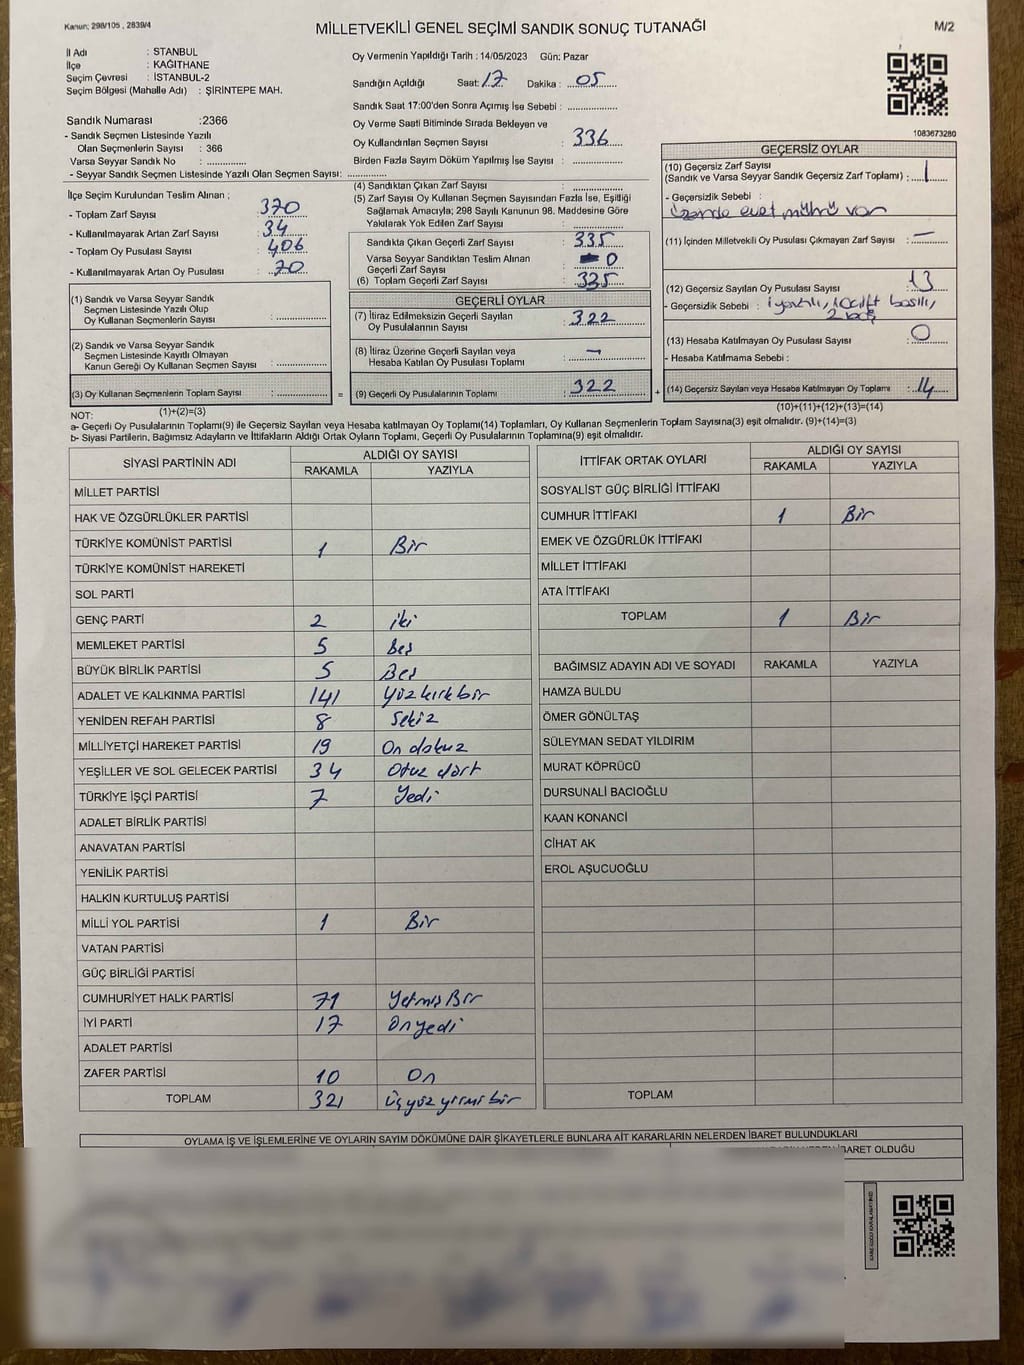 Kanun; 298/105 , 2839/4
MİLLETVEKİLİ GENEL SEÇİMİ SANDIK SONUÇ TUTANAĞI
M/2
İl Adı : STANBUL
İlçe : KAĞITHANE
Seçim Çevresi : İSTANBUL-2
Seçim Bölgesi (Mahalle Adı) : ŞİRİNTEPE MAH.
Sandık Numarası :2366
- Sandık Seçmen Listesinde Yazılı
Olan Seçmenlerin Sayısı : 366
Varsa Seyyar Sandık No : ..............
- Seyyar Sandık Seçmen Listesinde Yazılı Olan Seçmen Sayısı: ..............
Oy Vermenin Yapıldığı Tarih : 14/05/2023 Gün: Pazar
Sandığın Açıldığı Saat: 17 Dakika : 05
Sandık Saat 17:00'den Sonra Açımış İse Sebebi : ..............
Oy Verme Saati Bitiminde Sırada Bekleyen ve
Oy Kullandırılan Seçmen Sayısı : 336
Birden Fazla Sayım Döküm Yapılmış İse Sayısı : ..............
1083673280
İlçe Seçim Kurulundan Teslim Alınan ;
- Toplam Zarf Sayısı : 370
- Kullanılmayarak Artan Zarf Sayısı : 34
- Toplam Oy Pusulası Sayısı : 406
- Kullanılmayarak Artan Oy Pusulası : 70
(4) Sandıktan Çıkan Zarf Sayısı : ..............
(5) Zarf Sayısı Oy Kullanan Seçmen Sayısından Fazla İse, Eşitliği
Sağlamak Amacıyla; 298 Sayılı Kanunun 98. Maddesine Göre
Yakılarak Yok Edilen Zarf Sayısı : ..............
Sandıkta Çıkan Geçerli Zarf Sayısı : 335
Varsa Seyyar Sandıktan Teslim Alınan
Geçerli Zarf Sayısı : 0
(6) Toplam Geçerli Zarf Sayısı : 335
GEÇERSİZ OYLAR
(10) Geçersiz Zarf Sayısı
(Sandık ve Varsa Seyyar Sandık Geçersiz Zarf Toplamı) : 1
- Geçersizlik Sebebi :
üzerinde evet mührü var
(11) İçinden Milletvekili Oy Pusulası Çıkmayan Zarf Sayısı : —
(12) Geçersiz Sayılan Oy Pusulası Sayısı : 13
- Geçersizlik Sebebi : 1 yırtılı, 10 çift basılı,
2 boş
(13) Hesaba Katılmayan Oy Pusulası Sayısı : 0
- Hesaba Katılmama Sebebi :
(14) Geçersiz Sayılan veya Hesaba Katılmayan Oy Toplamı : 14
(10)+(11)+(12)+(13)=(14)
(1) Sandık ve Varsa Seyyar Sandık
Seçmen Listesinde Yazılı Olup
Oy Kullanan Seçmenlerin Sayısı : ..............
(2) Sandık ve Varsa Seyyar Sandık
Seçmen Listesinde Kayıtlı Olmayan
Kanun Gereği Oy Kullanan Seçmen Sayısı : ..............
(3) Oy Kullanan Seçmenlerin Toplam Sayısı : ..............
(1)+(2)=(3)
GEÇERLİ OYLAR
(7) İtiraz Edilmeksizin Geçerli Sayılan
Oy Pusulalarının Sayısı : 322
(8) İtiraz Üzerine Geçerli Sayılan veya
Hesaba Katılan Oy Pusulası Toplamı : —
= (9) Geçerli Oy Pusulalarının Toplamı : 322 +
NOT:
a- Geçerli Oy Pusulalarının Toplamı(9) ile Geçersiz Sayılan veya Hesaba katılmayan Oy Toplamı(14) Toplamları, Oy Kullanan Seçmenlerin Toplam Sayısına(3) eşit olmalıdır. (9)+(14)=(3)
b- Siyasi Partilerin, Bağımsız Adayların ve İttifakların Aldığı Ortak Oyların Toplamı, Geçerli Oy Pusulalarının Toplamına(9) eşit olmalıdır.
SİYASİ PARTİNİN ADI ALDIĞI OY SAYISI
RAKAMLA YAZIYLA
MİLLET PARTİSİ
HAK VE ÖZGÜRLÜKLER PARTİSİ
TÜRKİYE KOMÜNİST PARTİSİ 1 Bir
TÜRKİYE KOMÜNİST HAREKETİ
SOL PARTİ
GENÇ PARTİ 2 iki
MEMLEKET PARTİSİ 5 Beş
BÜYÜK BİRLİK PARTİSİ 5 Beş
ADALET VE KALKINMA PARTİSİ 141 Yüz kırk bir
YENİDEN REFAH PARTİSİ 8 Sekiz
MİLLİYETÇİ HAREKET PARTİSİ 19 On dokuz
YEŞİLLER VE SOL GELECEK PARTİSİ 34 Otuz dört
TÜRKİYE İŞÇİ PARTİSİ 7 Yedi
ADALET BİRLİK PARTİSİ
ANAVATAN PARTİSİ
YENİLİK PARTİSİ
HALKIN KURTULUŞ PARTİSİ
MİLLİ YOL PARTİSİ 1 Bir
VATAN PARTİSİ
GÜÇ BİRLİĞİ PARTİSİ
CUMHURİYET HALK PARTİSİ 71 Yetmiş Bir
İYİ PARTİ 17 Onyedi
ADALET PARTİSİ
ZAFER PARTİSİ 10 On
TOPLAM 321 Üçyüz yirmi bir
İTTİFAK ORTAK OYLARI ALDIĞI OY SAYISI
RAKAMLA YAZIYLA
SOSYALİST GÜÇ BİRLİĞİ İTTİFAKI
CUMHUR İTTİFAKI 1 Bir
EMEK VE ÖZGÜRLÜK İTTİFAKI
MİLLET İTTİFAKI
ATA İTTİFAKI
TOPLAM 1 Bir
BAĞIMSIZ ADAYIN ADI VE SOYADI RAKAMLA YAZIYLA
HAMZA BULDU
ÖMER GÖNÜLTAŞ
SÜLEYMAN SEDAT YILDIRIM
MURAT KÖPRÜCÜ
DURSUNALİ BACIOĞLU
KAAN KONANCİ
CİHAT AK
EROL AŞUCUOĞLU
TOPLAM
OYLAMA İŞ VE İŞLEMLERİNE VE OYLARIN SAYIM DÖKÜMÜNE DAİR ŞİKAYETLERLE BUNLARA AİT KARARLARIN NELERDEN İBARET BULUNDUKLARI
İBARET OLDUĞU